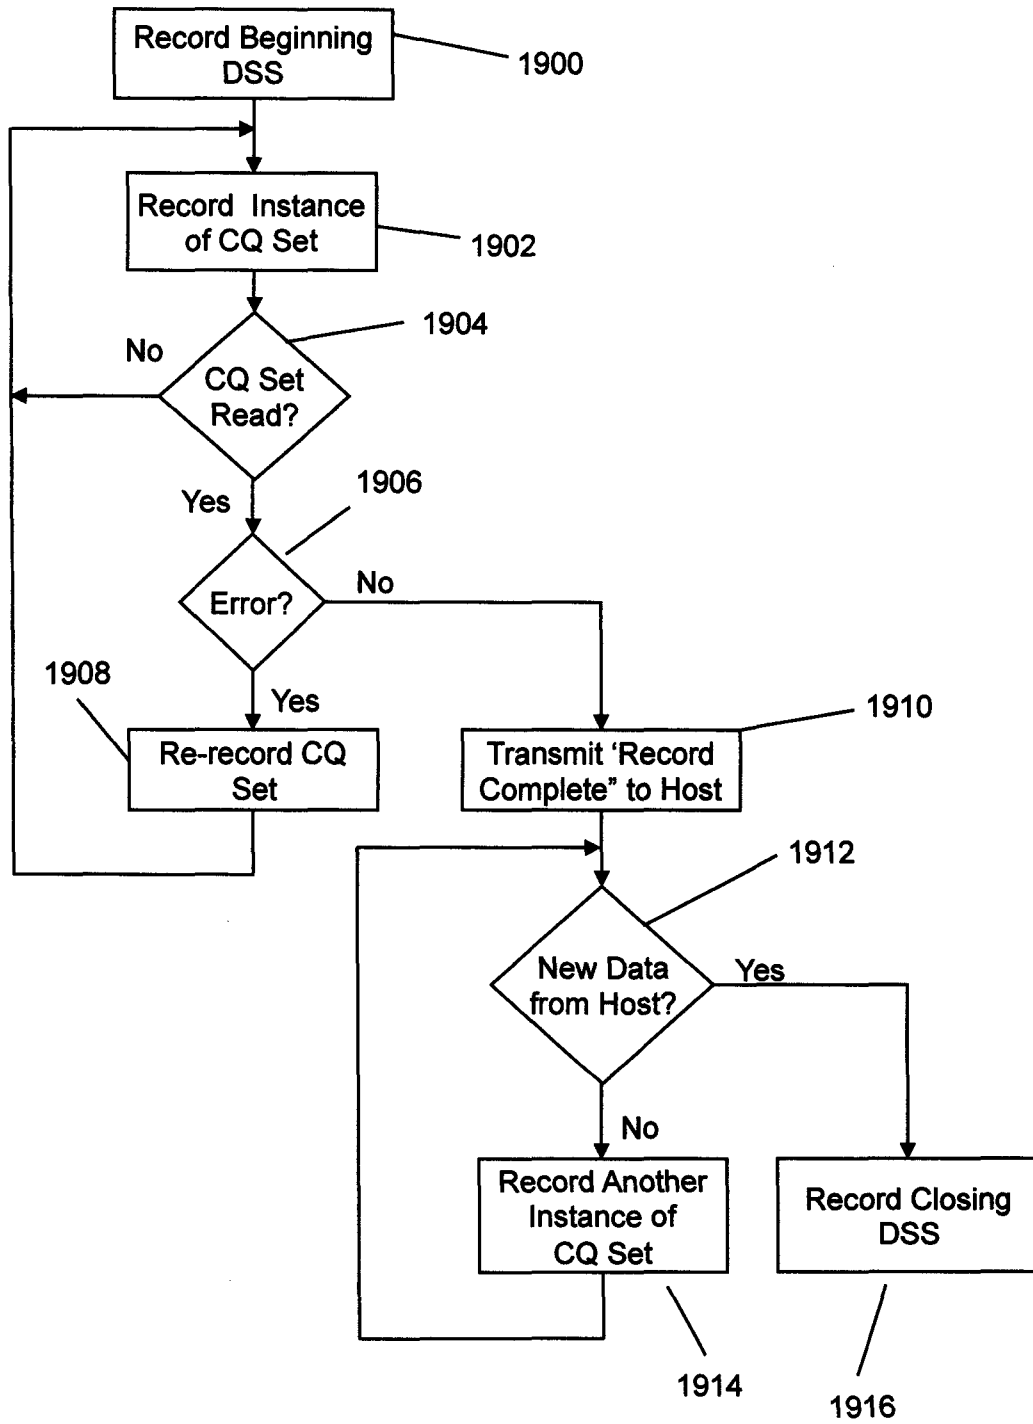 Record Beginning
DSS
1900
Record Instance
of CQ Set
1902
1904
No
CQ Set
Read?
Yes
1906
Error?
No
1908
Yes
Re-record CQ
Set
1910
Transmit ‘Record
Complete” to Host
1912
New Data
from Host?
Yes
No
Record Another
Instance of
CQ Set
Record Closing
DSS
1914
1916